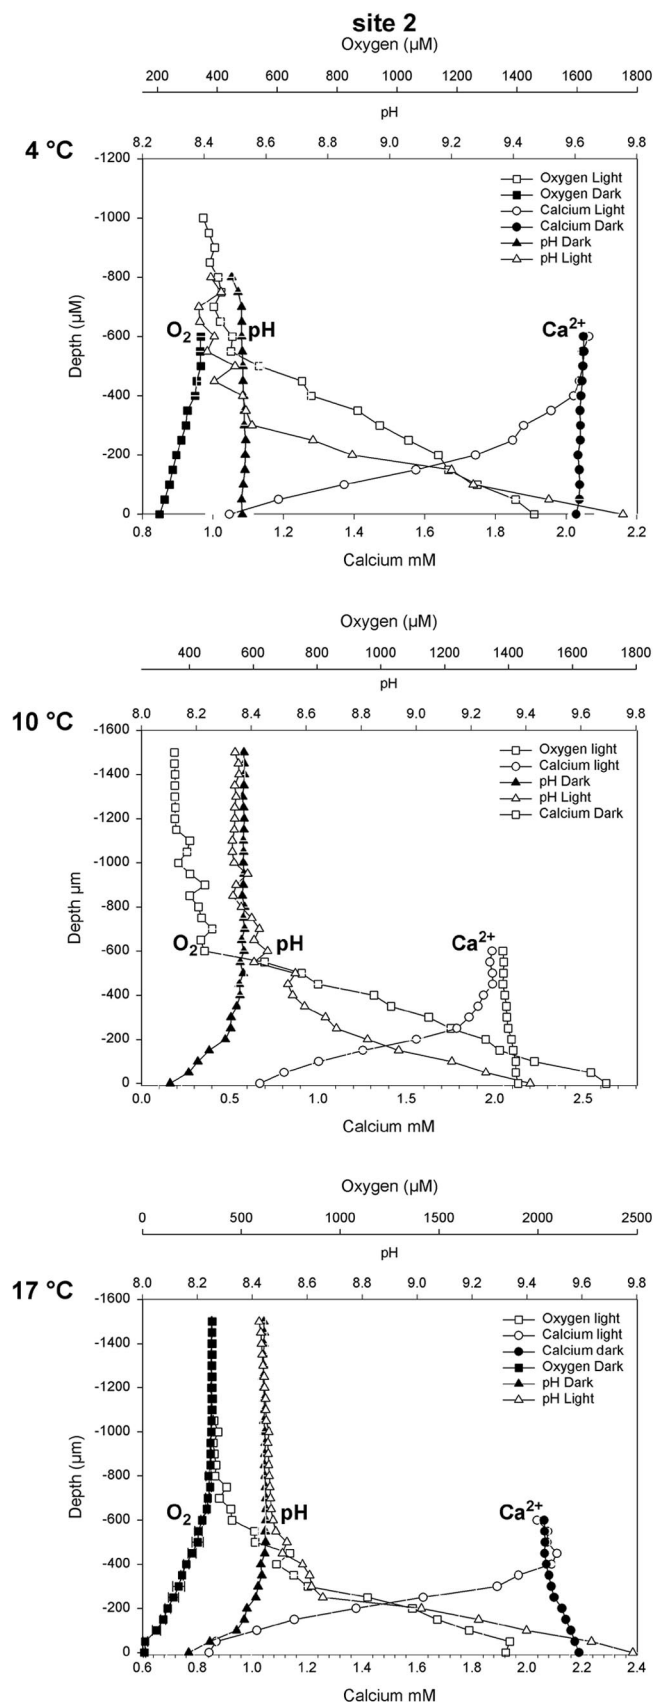 site 2
Oxygen (µM)
200 400 600 800 1000 1200 1400 1600 1800
pH
8.2 8.4 8.6 8.8 9.0 9.2 9.4 9.6 9.8
4 °C
-1200
-1000
-800
-600
-400
-200
0
Depth (µM)
Oxygen Light
Oxygen Dark
Calcium Light
Calcium Dark
pH Dark
pH Light
O2 pH Ca2+
0.8 1.0 1.2 1.4 1.6 1.8 2.0 2.2
Calcium mM
Oxygen (µM)
400 600 800 1000 1200 1400 1600 1800
pH
8.0 8.2 8.4 8.6 8.8 9.0 9.2 9.4 9.6 9.8
10 °C
-1600
-1400
-1200
-1000
-800
-600
-400
-200
0
Depth µm
Oxygen light
Calcium light
pH Dark
pH Light
Calcium Dark
O2 pH Ca2+
0.0 0.5 1.0 1.5 2.0 2.5
Calcium mM
Oxygen (µM)
0 500 1000 1500 2000 2500
pH
8.0 8.2 8.4 8.6 8.8 9.0 9.2 9.4 9.6 9.8
17 °C
-1600
-1400
-1200
-1000
-800
-600
-400
-200
0
Depth (µm)
Oxygen light
Calcium light
Calcium dark
Oxygen Dark
pH Dark
pH Light
O2 pH Ca2+
0.6 0.8 1.0 1.2 1.4 1.6 1.8 2.0 2.2 2.4
Calcium mM